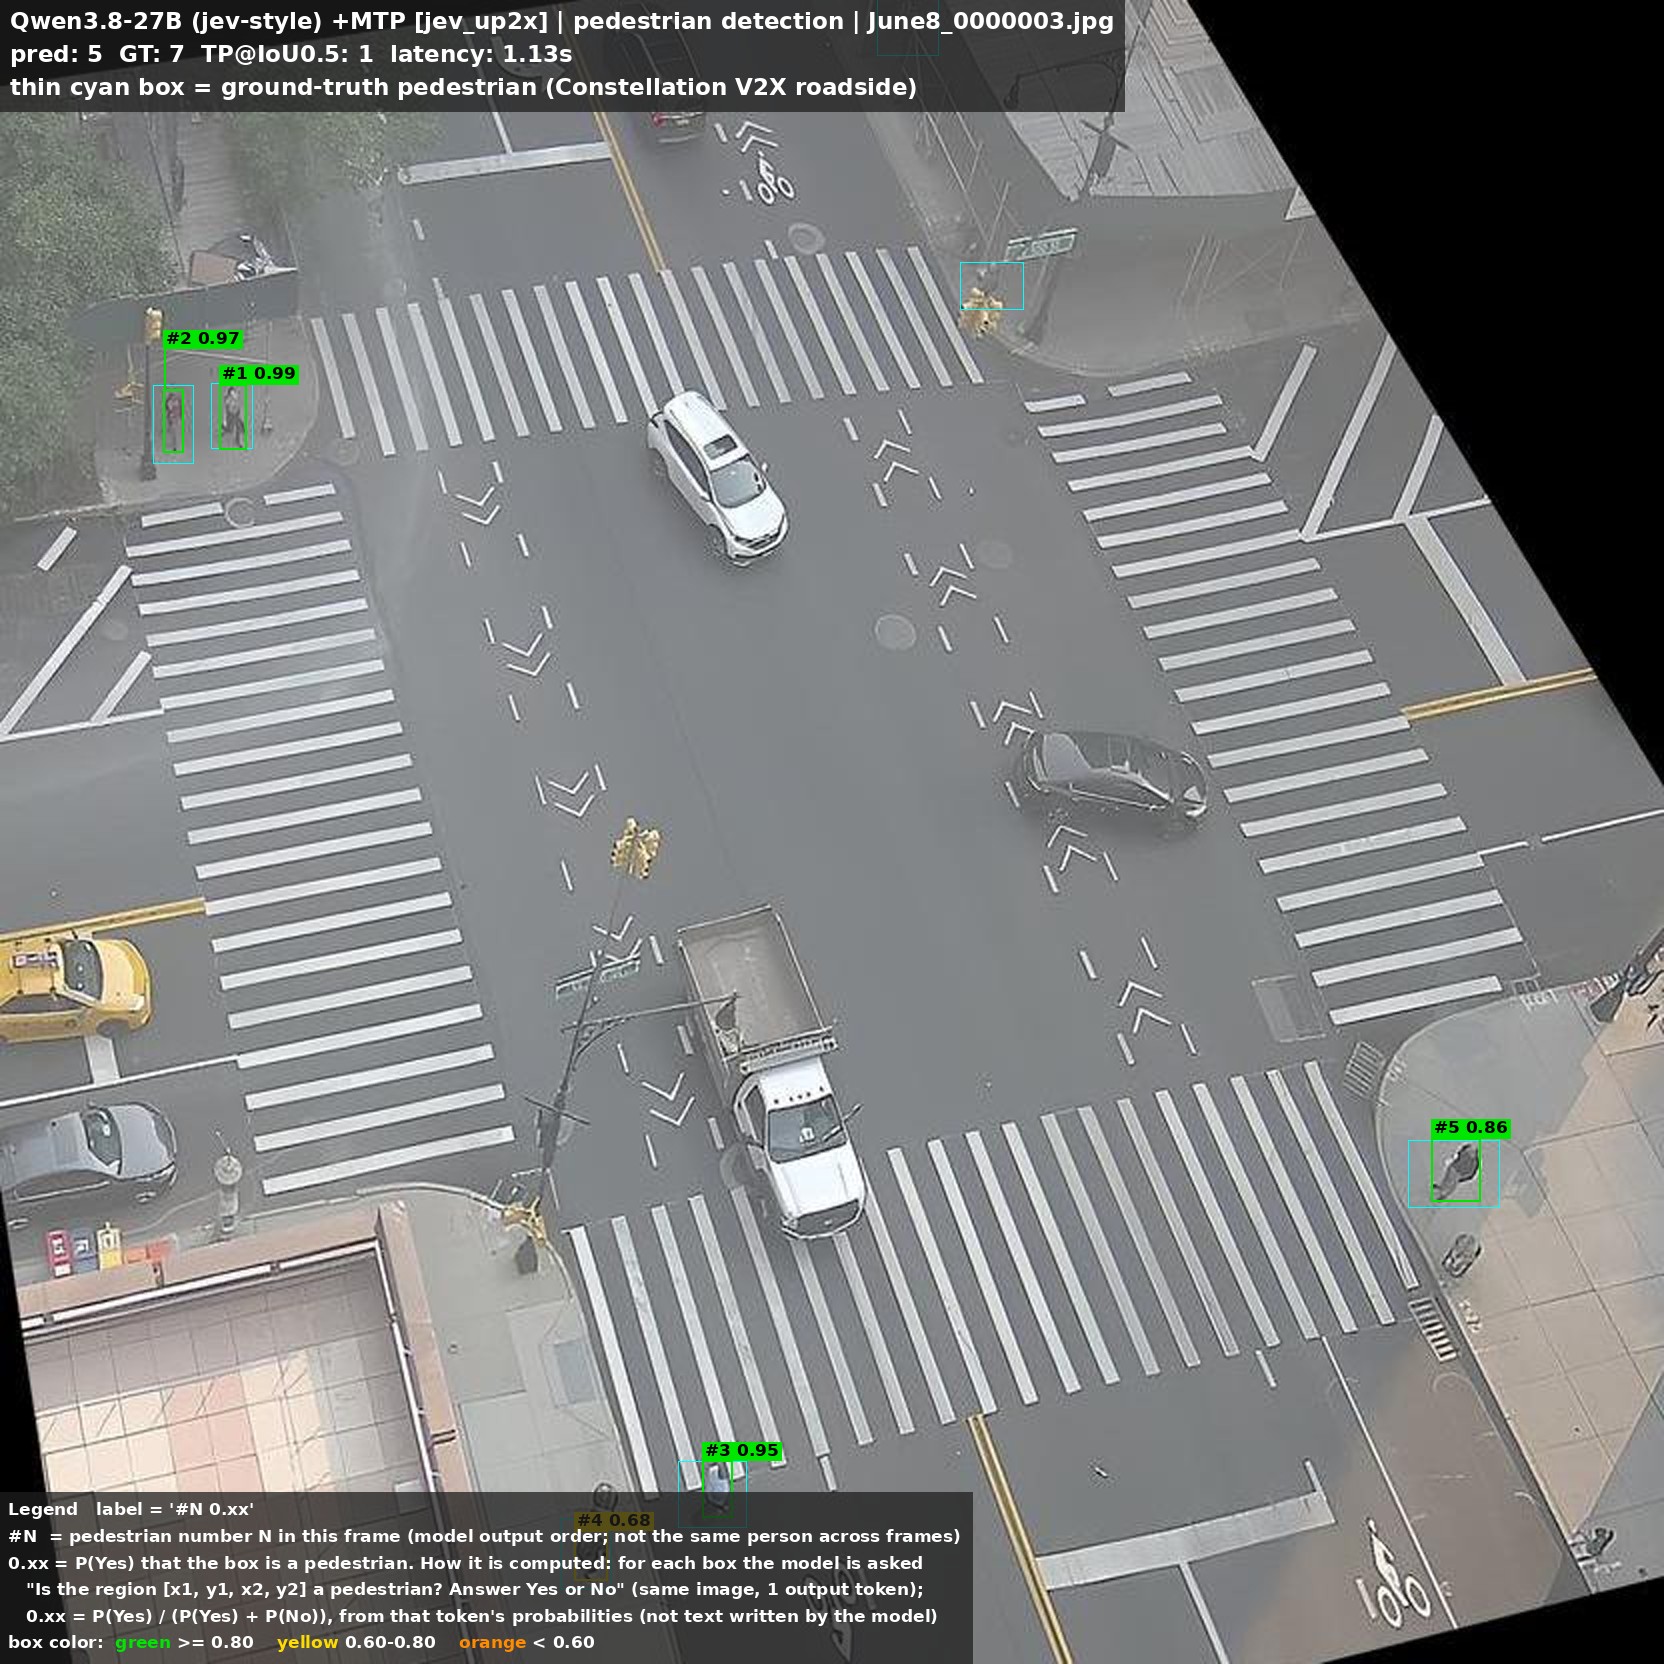 Qwen3.8-27B (jev-style) +MTP [jev_up2x] | pedestrian detection | June8_0000003.jpg
pred: 5  GT: 7  TP@IoU0.5: 1  latency: 1.13s
thin cyan box = ground-truth pedestrian (Constellation V2X roadside)
#2 0.97
#1 0.99
#5 0.86
#3 0.95
#4 0.68
Legend   label = '#N 0.xx'
#N  = pedestrian number N in this frame (model output order; not the same person across frames)
0.xx = P(Yes) that the box is a pedestrian. How it is computed: for each box the model is asked
"Is the region [x1, y1, x2, y2] a pedestrian? Answer Yes or No" (same image, 1 output token);
0.xx = P(Yes) / (P(Yes) + P(No)), from that token's probabilities (not text written by the model)
box color:  green >= 0.80    yellow 0.60-0.80    orange < 0.60